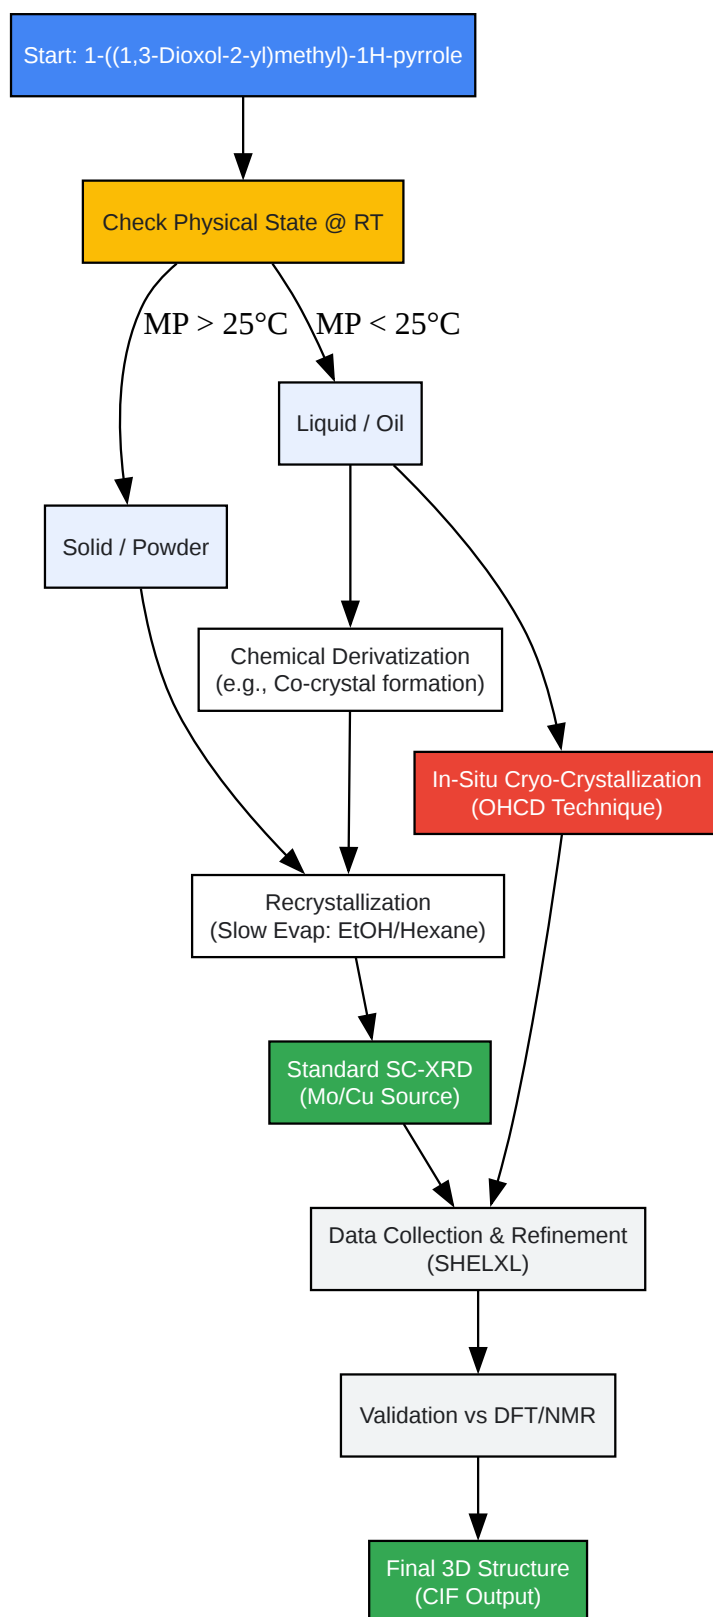 Start: 1-((1,3-Dioxol-2-yl)methyl)-1H-pyrrole
Check Physical State @ RT
MP > 25°C
MP < 25°C
Liquid / Oil
Solid / Powder
Chemical Derivatization
(e.g., Co-crystal formation)
In-Situ Cryo-Crystallization
(OHCD Technique)
Recrystallization
(Slow Evap: EtOH/Hexane)
Standard SC-XRD
(Mo/Cu Source)
Data Collection & Refinement
(SHELXL)
Validation vs DFT/NMR
Final 3D Structure
(CIF Output)